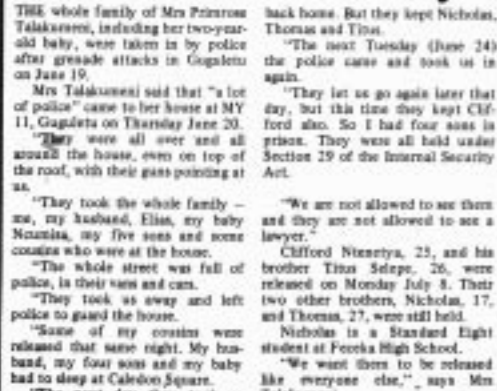 THE whole family of Mrs Primrose
Talakumeni, including her two-year-
old baby, were taken in by police
after grenade attacks in Guguletu
on June 19.
Mrs Talakumeni said that "a lot
of police" came to her house at MY
11, Guguletu on Thursday June 20.
"They were all over and all
around the house, even on top of
the roof, with their guns pointing at
us.
"They took the whole family –
me, my husband, Elias, my baby
my five sons and some
cousins who were at the house.
"The whole street was full of
police, in their vans and cars.
"They took us away and left
police to guard the house.
"Some of my cousins were
released that same night. My hus-
band, my four sons and my baby
had to sleep at Caledon Square.
back home. But they kept Nicholas,
Thomas and Titus.
"The next Tuesday (June 24)
the police came and took us in
again.
"They let us go again later that
day, but this time they kept Clif-
ford also. So I had four sons in
prison. They were all held under
Section 29 of the Internal Security
Act.
"We are not allowed to see them
and they are not allowed to see a
lawyer."
Clifford 25, and his
brother Titus 26, were
released on Monday July 8. Their
two other brothers, Nicholas, 17,
and Thomas, 27, were still held.
Nicholas is a Standard Eight
student at Fezeka High School.
"We want them to be released
like everyone else," says Mrs